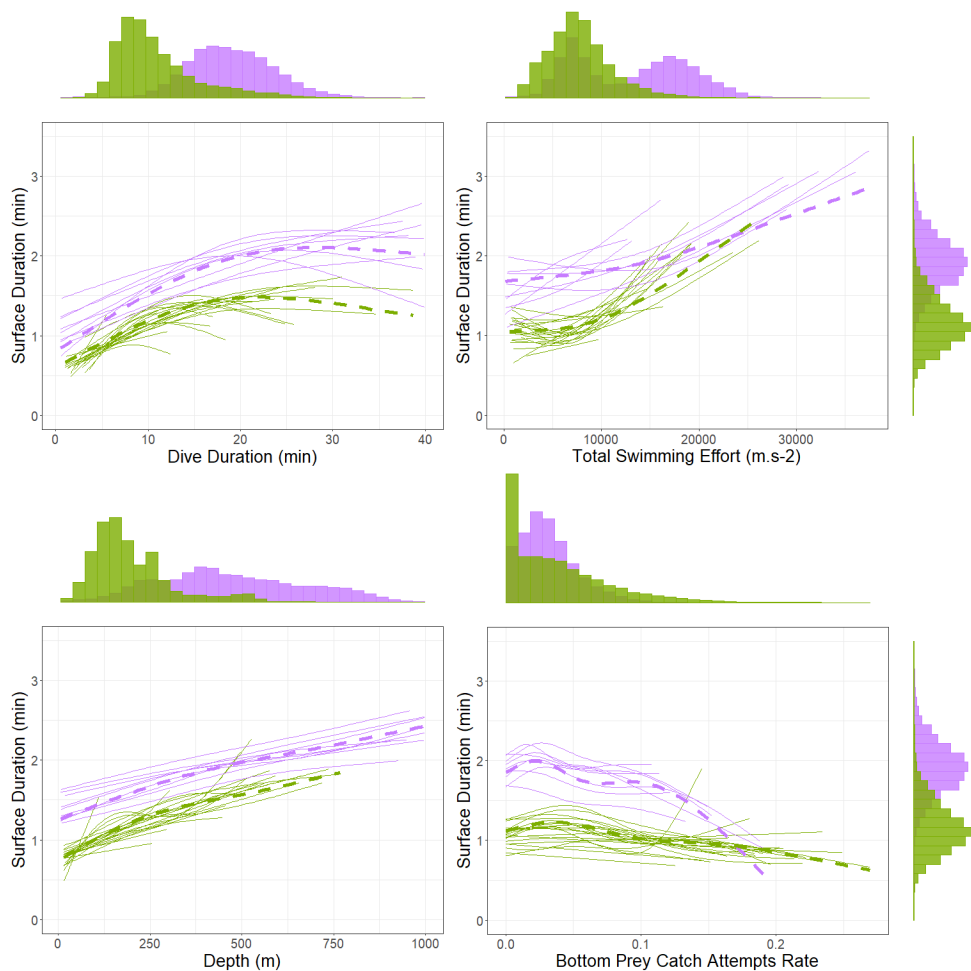 Surface Duration (min)
3
2
1
0
0 10 20 30 40
Dive Duration (min)
Surface Duration (min)
3
2
1
0
0 10000 20000 30000
Total Swimming Effort (m.s-2)
Surface Duration (min)
3
2
1
0
0 250 500 750 1000
Depth (m)
Surface Duration (min)
3
2
1
0
0.0 0.1 0.2
Bottom Prey Catch Attempts Rate